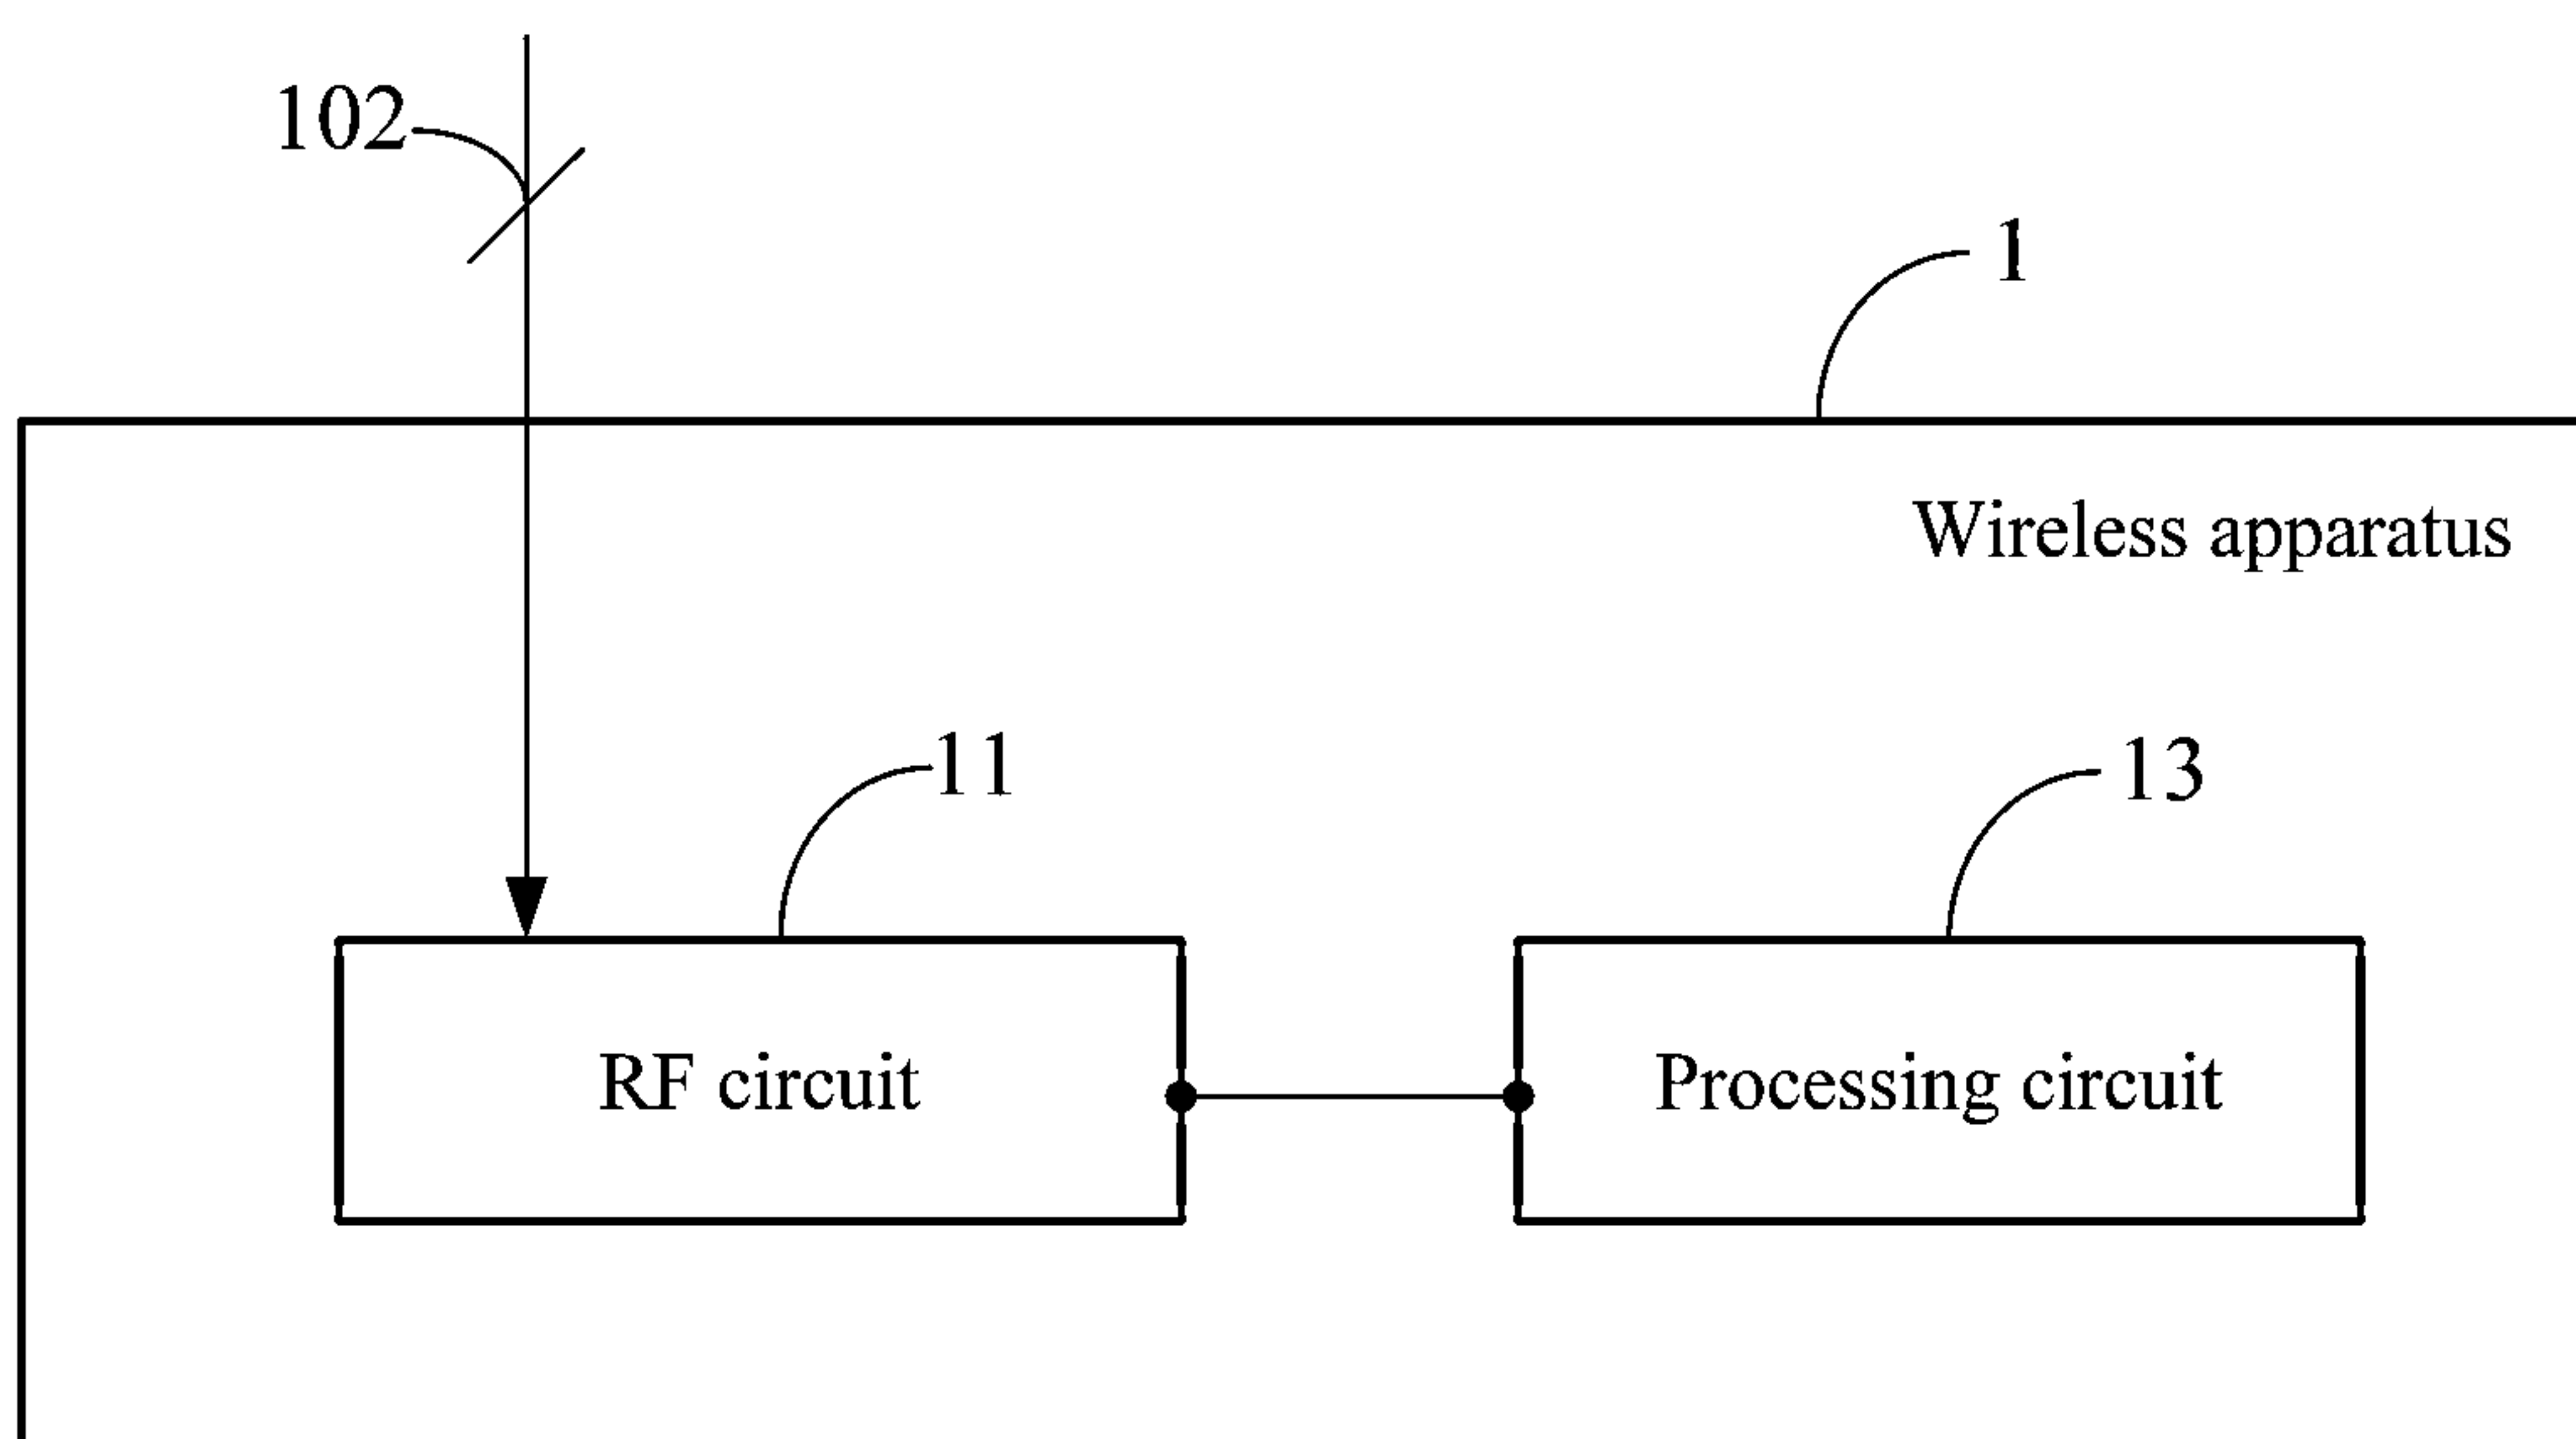 102
1
Wireless apparatus
11
13
RF circuit
Processing circuit